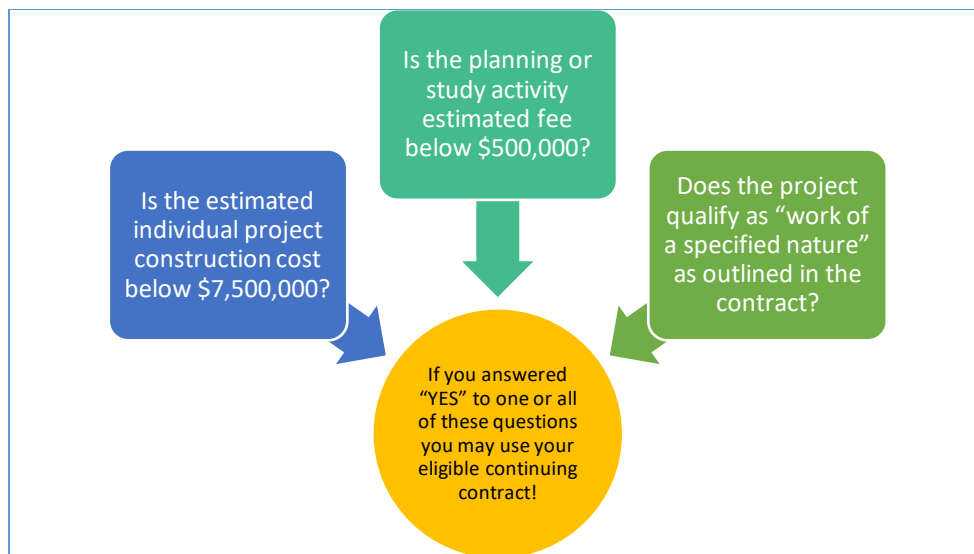 Is the planning or
study activity
estimated fee
below $500,000?
Is the estimated
individual project
construction cost
below $7,500,000?
Does the project
qualify as “work of
a specified nature”
as outlined in the
contract?
If you answered
“YES” to one or all
of these questions
you may use your
eligible continuing
contract!